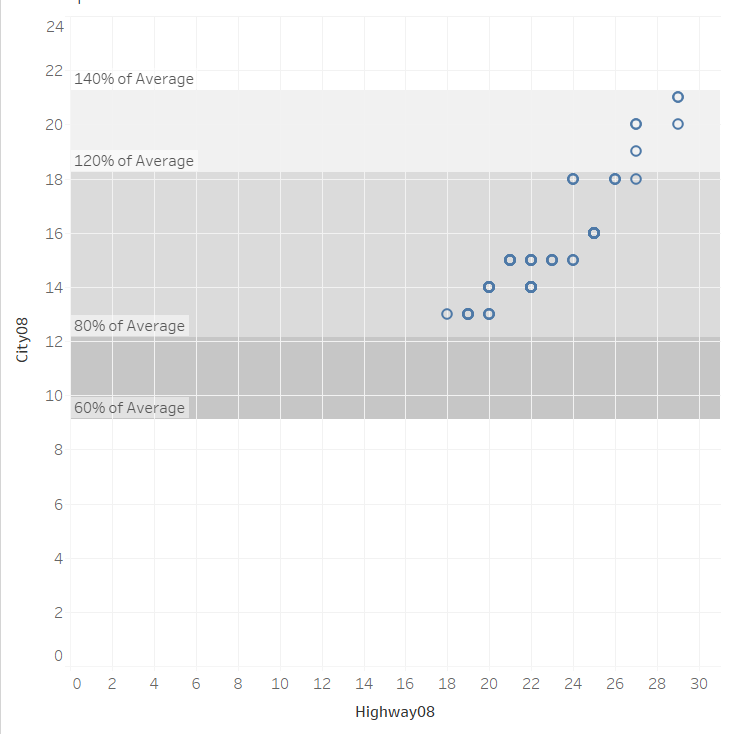 24
22
140% of Average
20
120% of Average
18
16
14
80% of Average
12
10
60% of Average
8
6
4
2
0
City08
0 2 4 6 8 10 12 14 16 18 20 22 24 26 28 30
Highway08